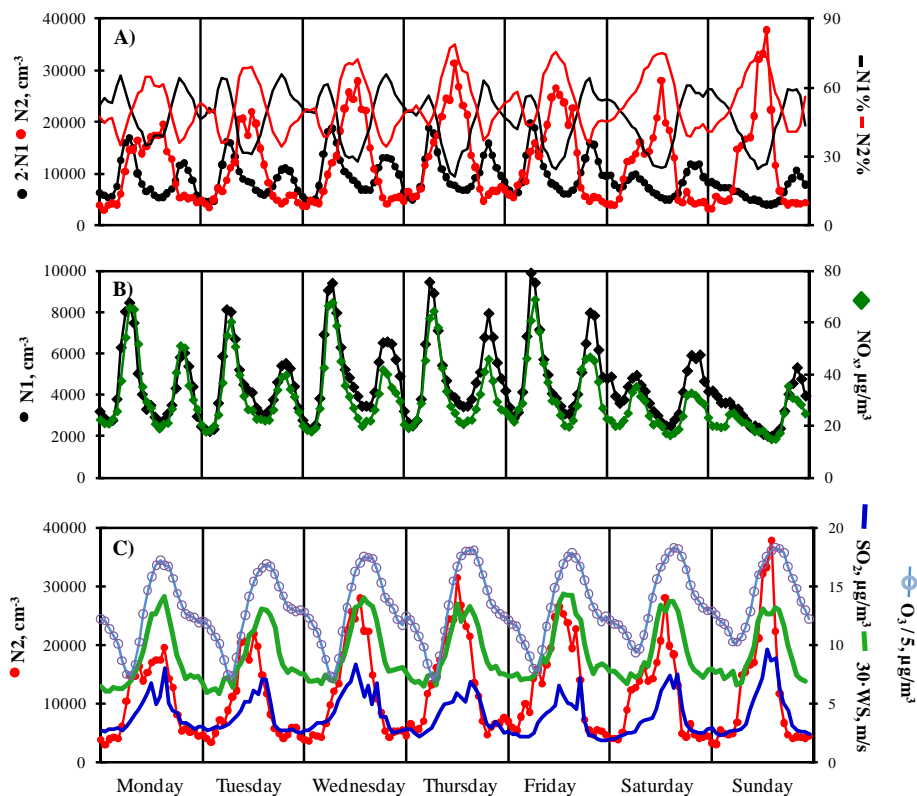 A)
40000
30000
20000
10000
0
2·N1 N2, cm-3
90
60
30
0
N1% N2%
B)
10000
8000
6000
4000
2000
0
N1, cm-3
80
60
40
20
0
NOx, µg/m3
C)
40000
30000
20000
10000
0
N2, cm-3
20
15
10
5
0
SO2, µg/m3
30·WS, m/s
O3 / 5, µg/m3
Monday Tuesday Wednesday Thursday Friday Saturday Sunday